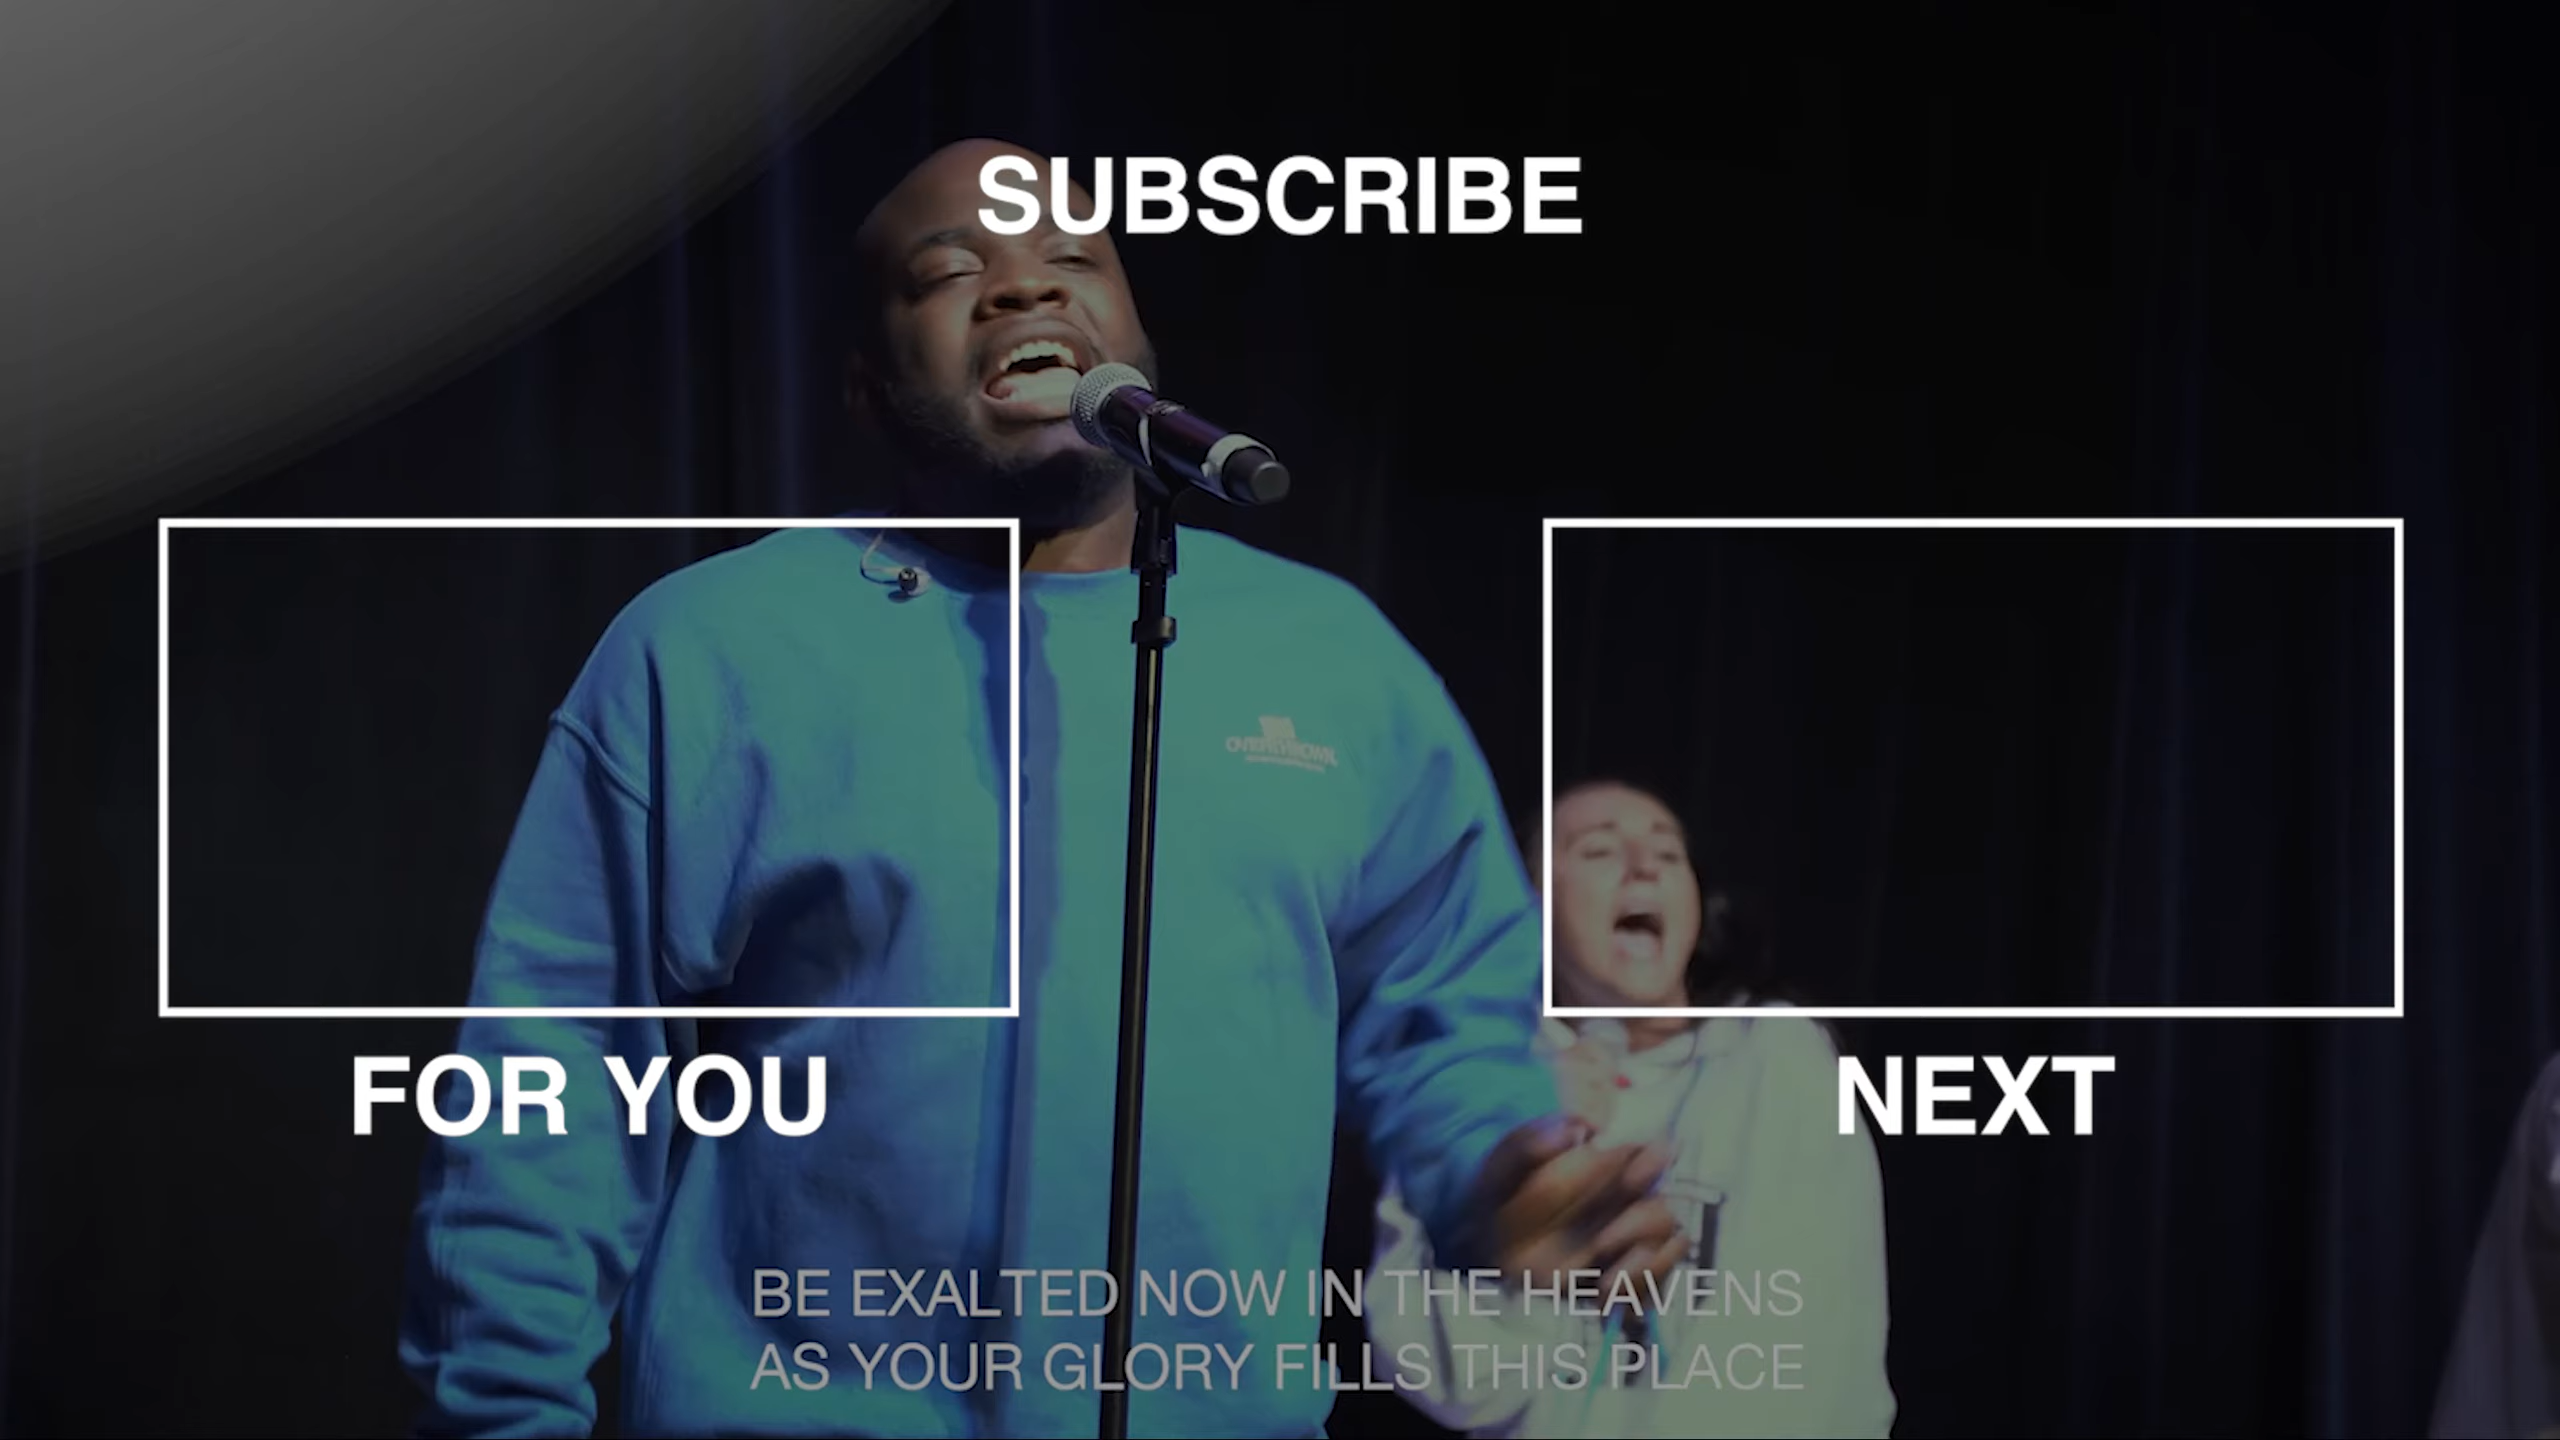 SUBSCRIBE
FOR YOU
NEXT
BE EXALTED NOW IN THE HEAVENS
AS YOUR GLORY FILLS THIS PLACE